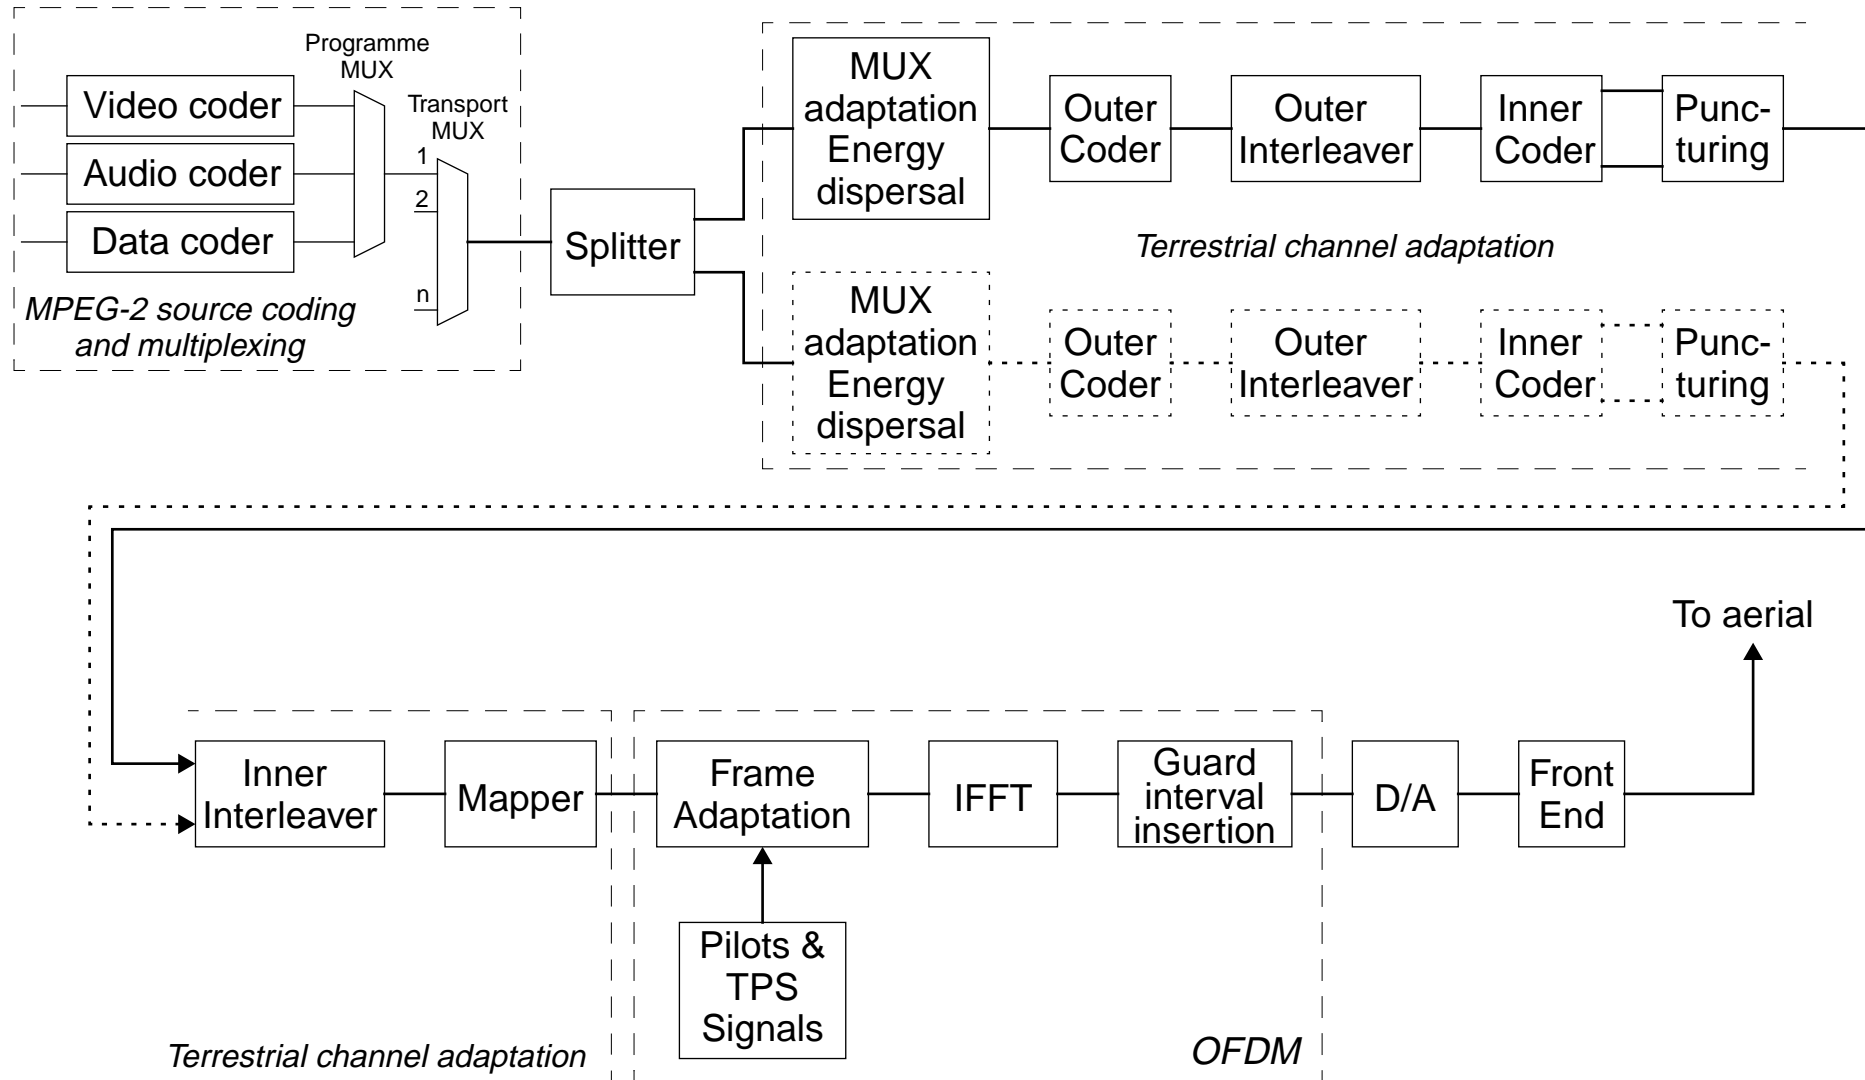 Programme
MUX
Video coder
Audio coder
Data coder
Transport
MUX
1
2
n
MPEG-2 source coding
and multiplexing
Splitter
MUX
adaptation
Energy
dispersal
Outer
Coder
Outer
Interleaver
Inner
Coder
Punc-
turing
Terrestrial channel adaptation
MUX
adaptation
Energy
dispersal
Outer
Coder
Outer
Interleaver
Inner
Coder
Punc-
turing
To aerial
Inner
Interleaver
Mapper
Frame
Adaptation
IFFT
Guard
interval
insertion
D/A
Front
End
Pilots &
TPS
Signals
Terrestrial channel adaptation
OFDM